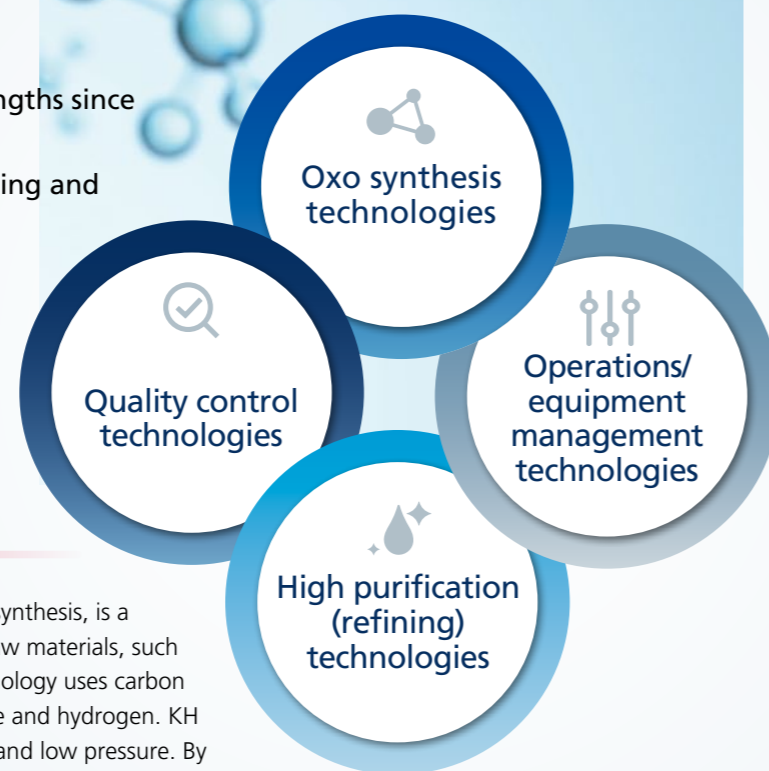 ngths since
ing and
Oxo synthesis
technologies
Quality control
technologies
Operations/
equipment
management
technologies
High purification
(refining)
technologies
synthesis, is a
w materials, such
ology uses carbon
e and hydrogen. KH
and low pressure. By